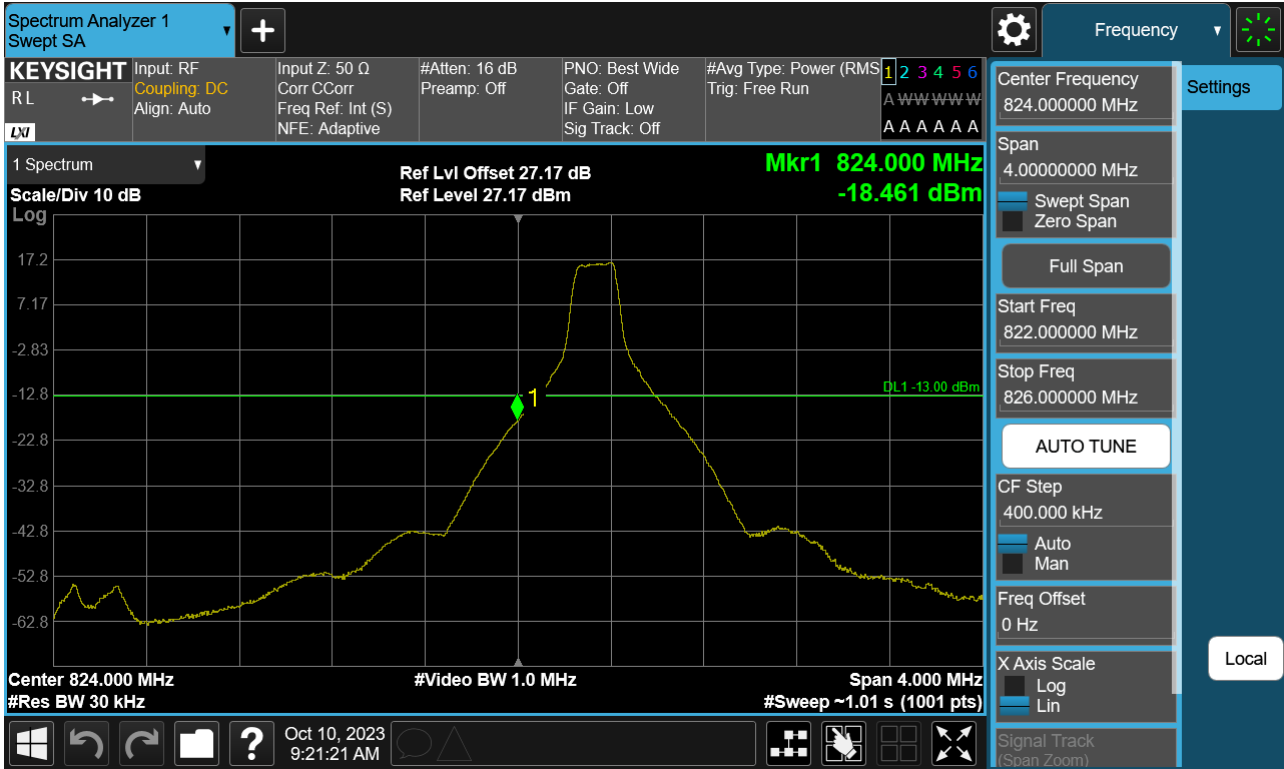 Spectrum Analyzer 1
Swept SA
Frequency
KEYSIGHT
R L
LXI
Input: RF
Coupling: DC
Align: Auto
Input Z: 50 Ω
Corr CCorr
Freq Ref: Int (S)
NFE: Adaptive
#Atten: 16 dB
Preamp: Off
PNO: Best Wide
Gate: Off
IF Gain: Low
Sig Track: Off
#Avg Type: Power (RMS
Trig: Free Run
1 2 3 4 5 6
A W W W W W
A A A A A A
1 Spectrum
Scale/Div 10 dB
Log
Ref Lvl Offset 27.17 dB
Ref Level 27.17 dBm
Mkr1 824.000 MHz
-18.461 dBm
17.2
7.17
-2.83
-12.8
-22.8
-32.8
-42.8
-52.8
-62.8
1
DL1 -13.00 dBm
Center 824.000 MHz
#Res BW 30 kHz
#Video BW 1.0 MHz
Span 4.000 MHz
#Sweep ~1.01 s (1001 pts)
Center Frequency
824.000000 MHz
Span
4.00000000 MHz
Swept Span
Zero Span
Full Span
Start Freq
822.000000 MHz
Stop Freq
826.000000 MHz
AUTO TUNE
CF Step
400.000 kHz
Auto
Man
Freq Offset
0 Hz
X Axis Scale
Log
Lin
Signal Track
(Span Zoom)
Settings
Local
?
Oct 10, 2023
9:21:21 AM